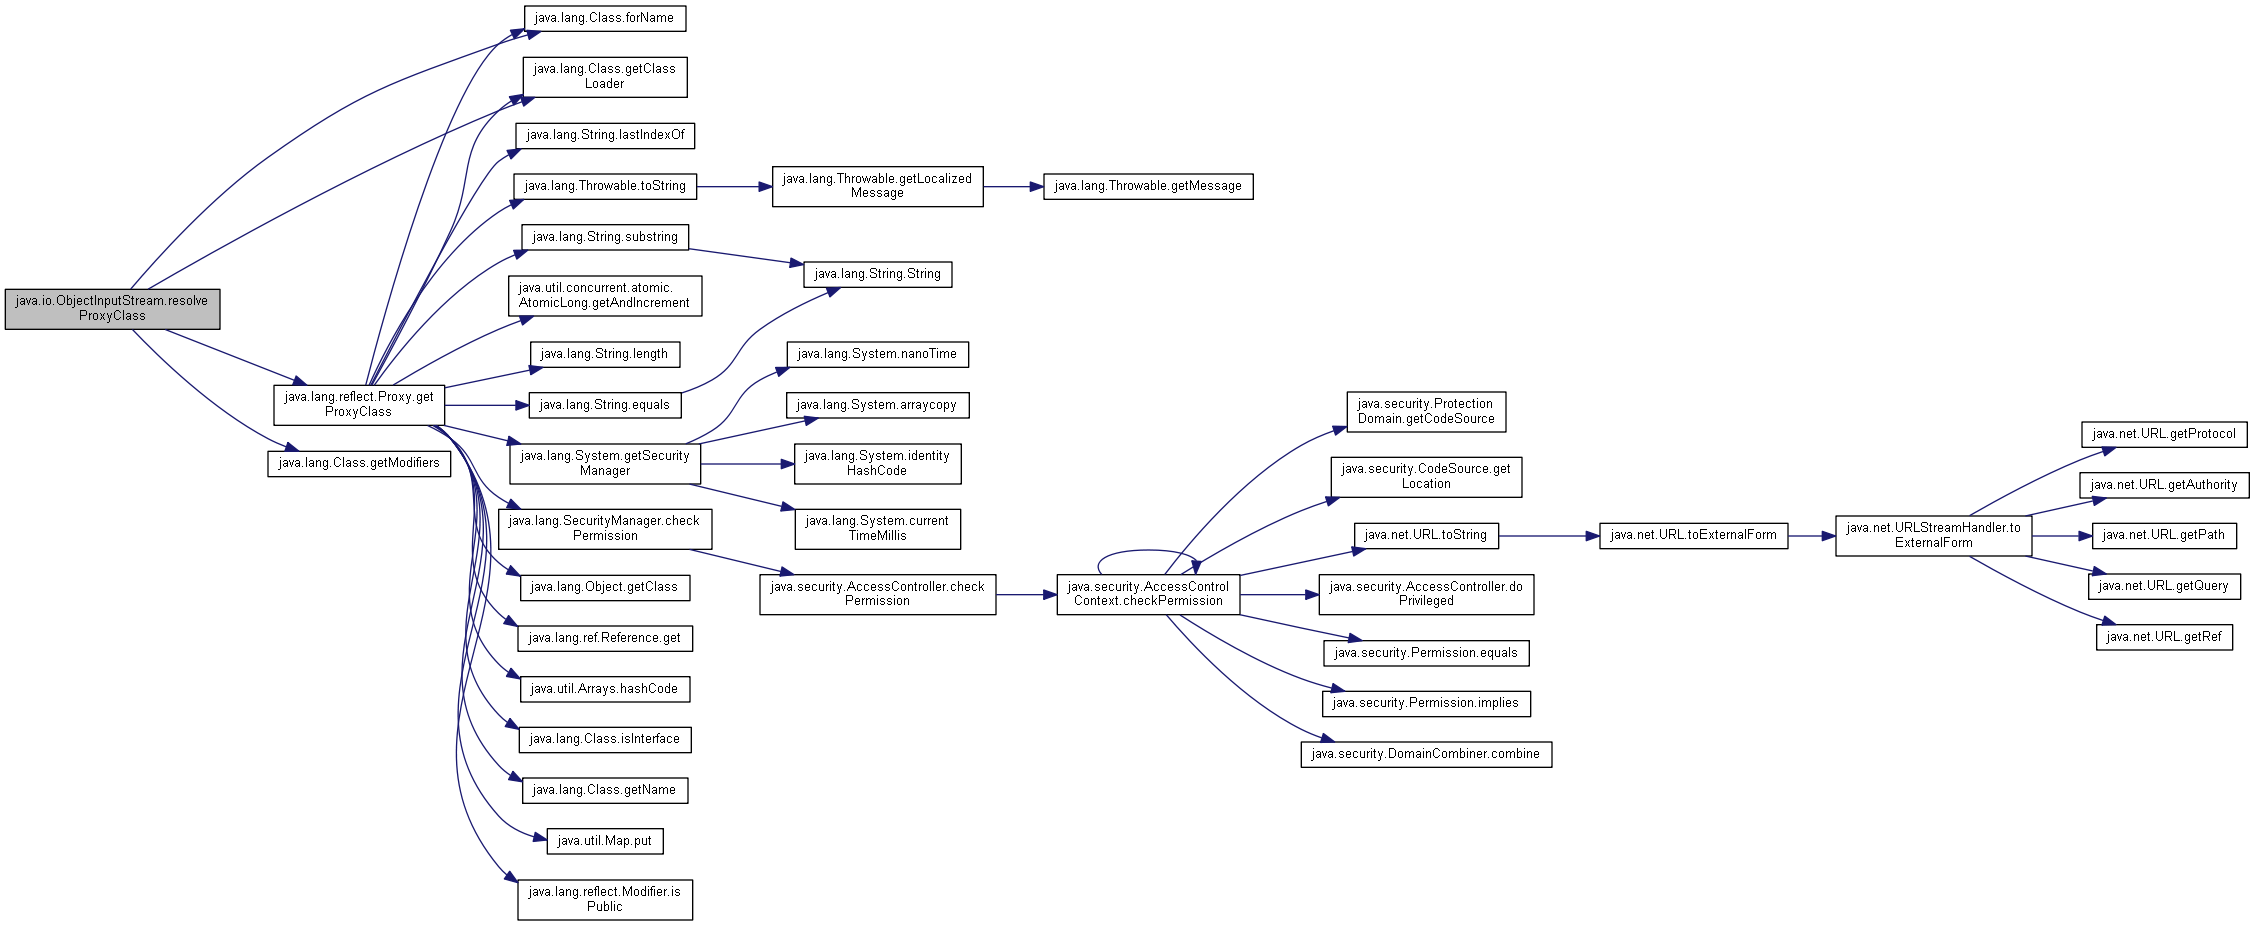 java.io.ObjectInputStream.resolve
ProxyClass
java.lang.Class.forName
java.lang.Class.getClass
Loader
java.lang.reflect.Proxy.get
ProxyClass
java.lang.Class.getModifiers
java.lang.String.lastIndexOf
java.lang.Throwable.toString
java.lang.String.substring
java.util.concurrent.atomic.
AtomicLong.getAndIncrement
java.lang.String.length
java.lang.String.equals
java.lang.System.getSecurity
Manager
java.lang.SecurityManager.check
Permission
java.lang.Object.getClass
java.lang.ref.Reference.get
java.util.Arrays.hashCode
java.lang.Class.isInterface
java.lang.Class.getName
java.util.Map.put
java.lang.reflect.Modifier.is
Public
java.lang.Throwable.getLocalized
Message
java.lang.Throwable.getMessage
java.lang.String.String
java.lang.System.nanoTime
java.lang.System.arraycopy
java.lang.System.identity
HashCode
java.lang.System.current
TimeMillis
java.security.AccessController.check
Permission
java.security.AccessControl
Context.checkPermission
java.security.Protection
Domain.getCodeSource
java.security.CodeSource.get
Location
java.net.URL.toString
java.security.AccessController.do
Privileged
java.security.Permission.equals
java.security.Permission.implies
java.security.DomainCombiner.combine
java.net.URL.toExternalForm
java.net.URLStreamHandler.to
ExternalForm
java.net.URL.getProtocol
java.net.URL.getAuthority
java.net.URL.getPath
java.net.URL.getQuery
java.net.URL.getRef